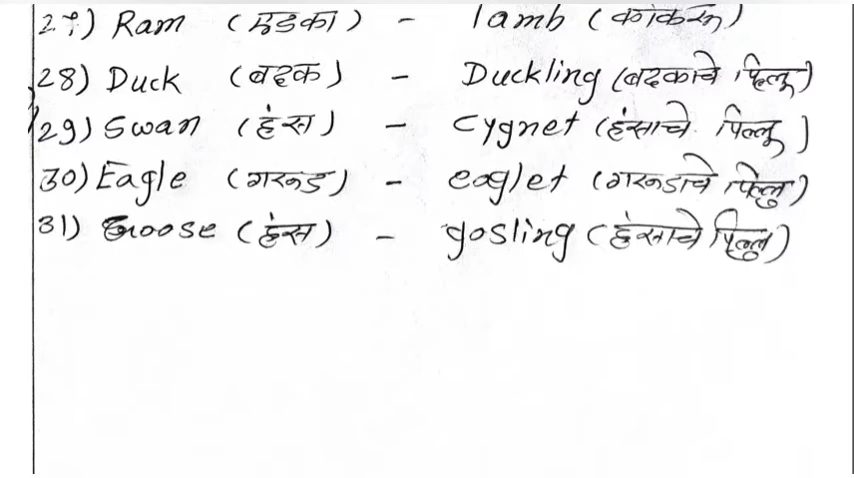 27) Ram (मडका) - lamb (कोकरू)
28) Duck (बदक) - Duckling (बदकाचे पिल्लू)
29) Swan (हंस) - Cygnet (हंसाचे पिल्लू)
30) Eagle (गरूड) - eaglet (गरूडाचे पिल्लु)
31) Goose (हंस) - gosling (हंसाचे पिल्लु)